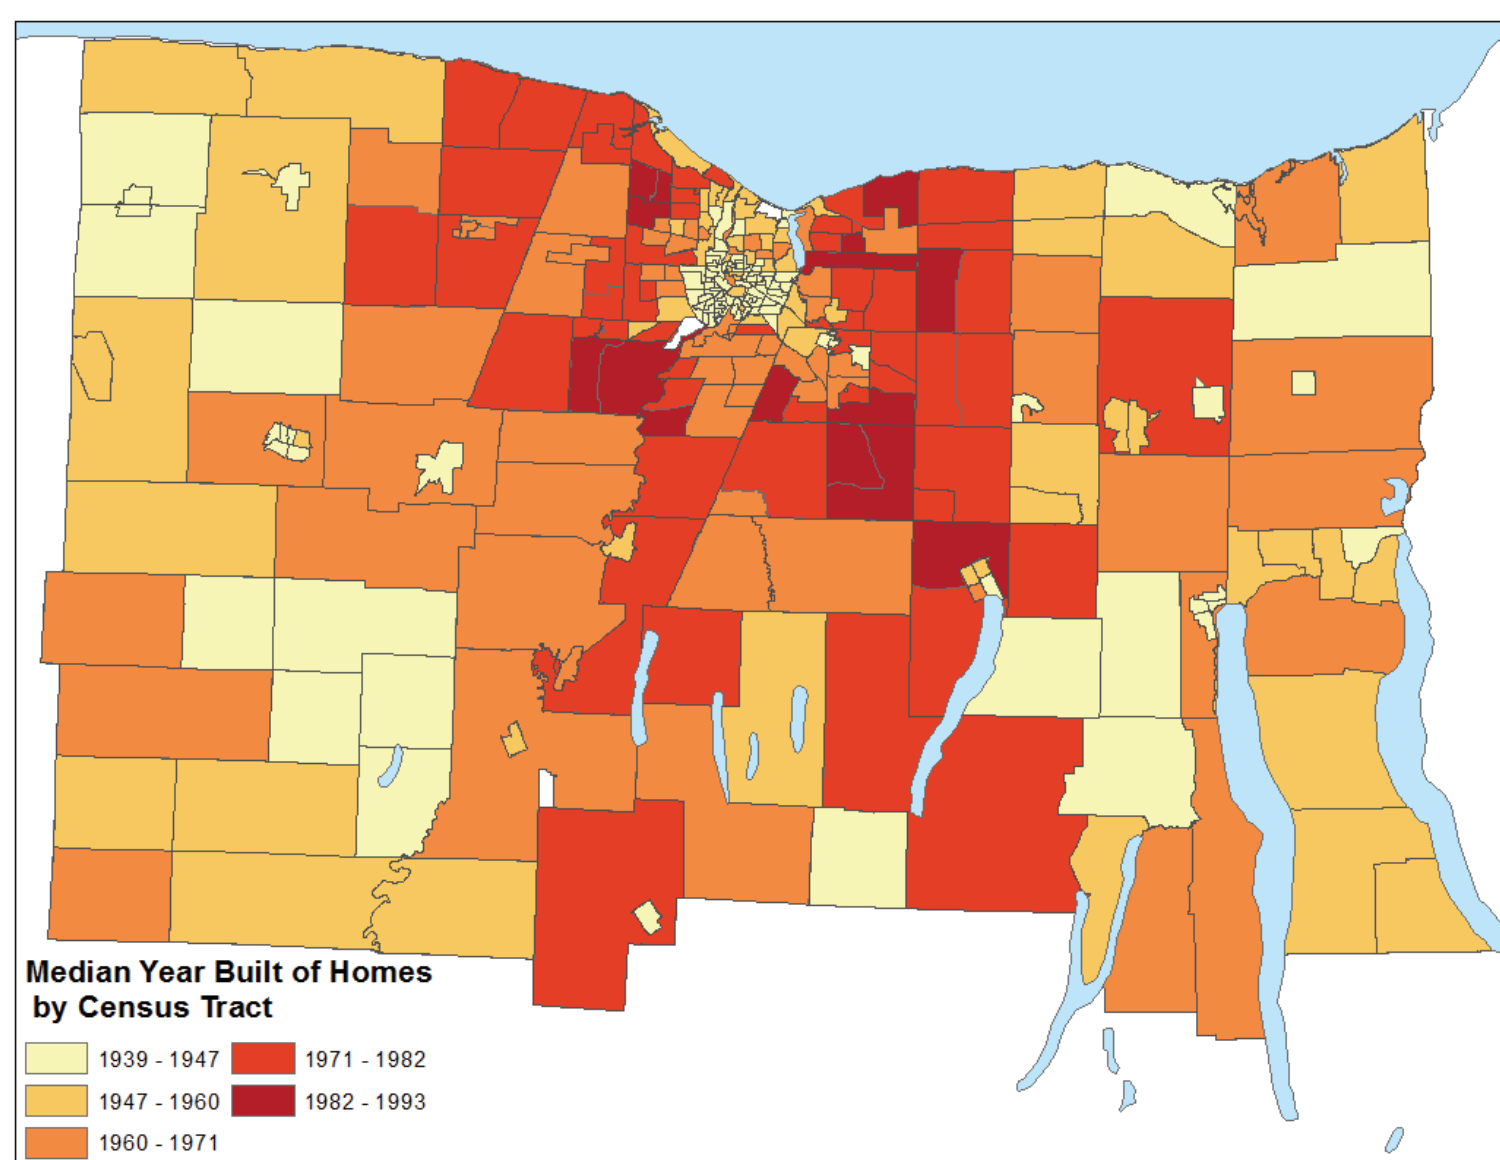 Median Year Built of Homes
by Census Tract
1939 - 1947
1971 - 1982
1947 - 1960
1982 - 1993
1960 - 1971